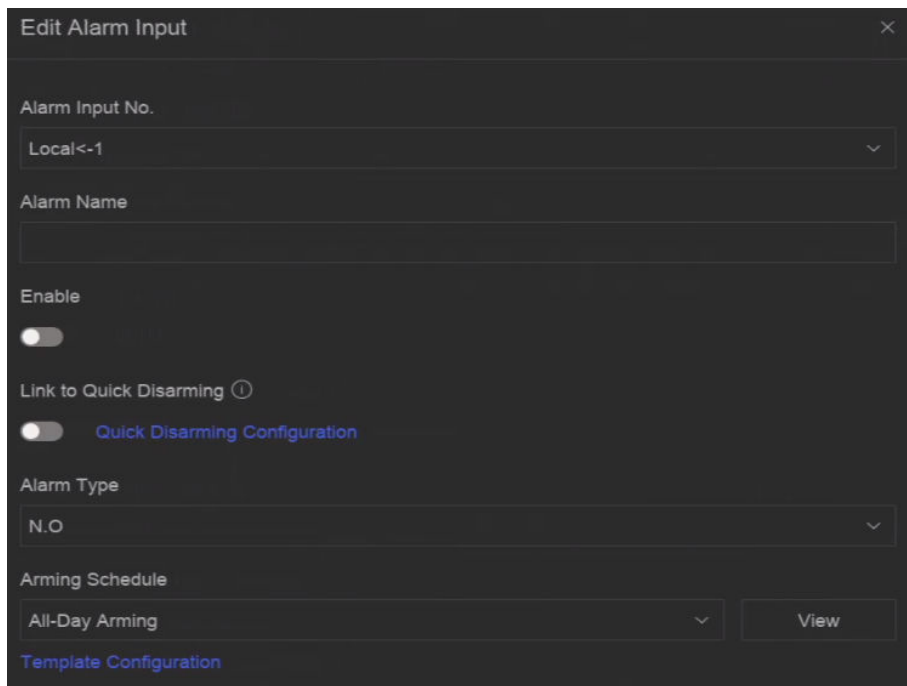 Edit Alarm Input
Alarm Input No.
Local<-1
Alarm Name
Enable
Link to Quick Disarming
Quick Disarming Configuration
Alarm Type
N.O
Arming Schedule
All-Day Arming
View
Template Configuration